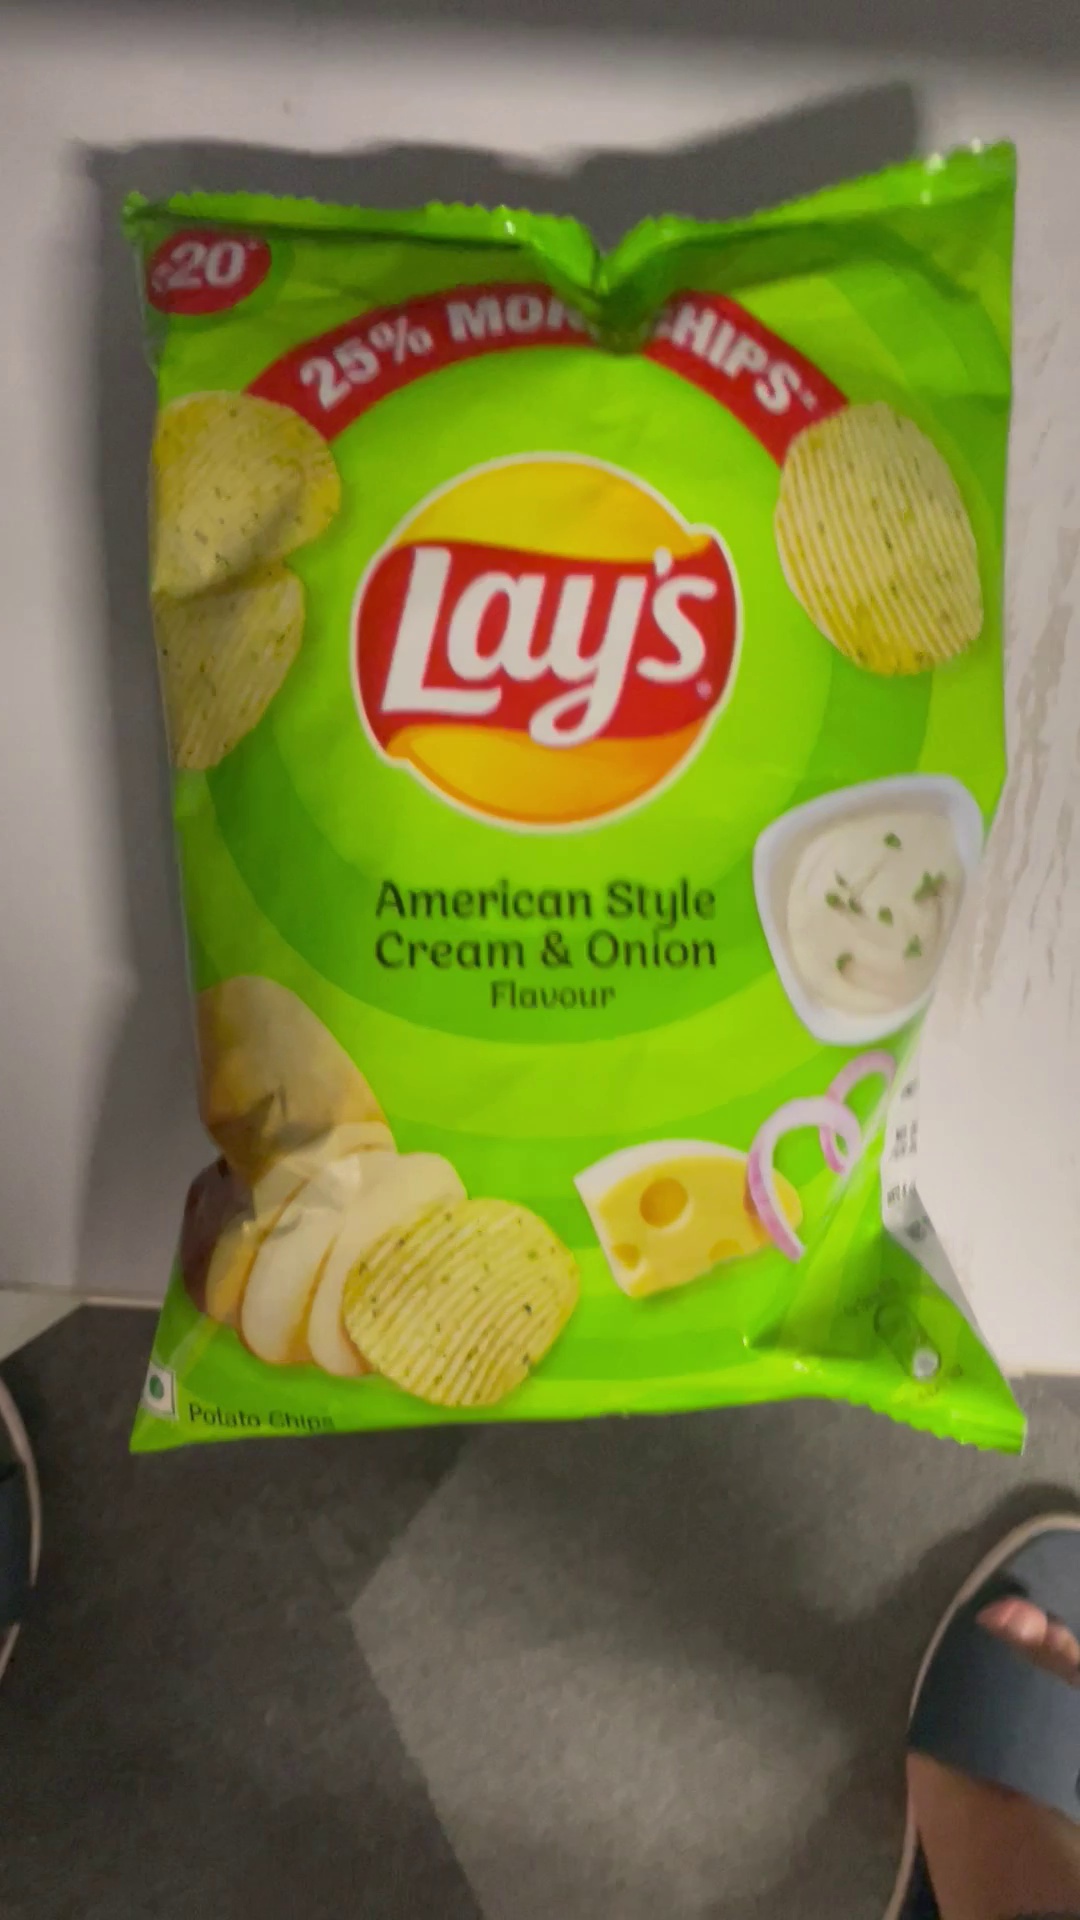 ₹20*
25% MORE CHIPS**
Lay's
American Style
Cream & Onion
Flavour
Potato Chips